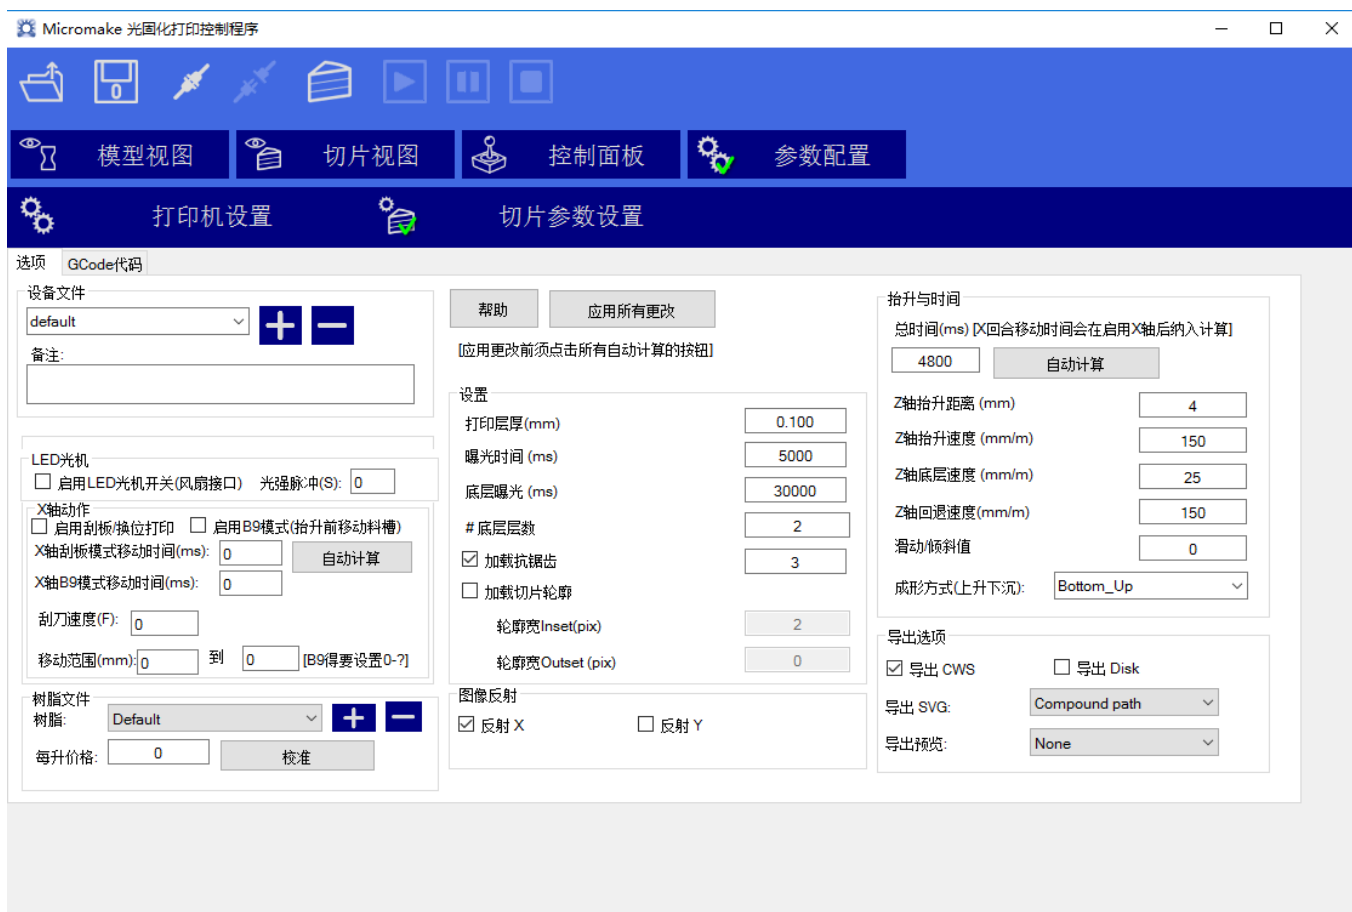 Micromake 光固化打印控制程序
0
模型视图
切片视图
控制面板
参数配置
打印机设置
切片参数设置
选项
GCode代码
设备文件
default
备注:
LED光机
启用LED光机开关(风扇接口)
光强脉冲(S):
0
X轴动作
启用刮板/换位打印
启用B9模式(抬升前移动料槽)
X轴刮板模式移动时间(ms):
0
自动计算
X轴B9模式移动时间(ms):
0
刮刀速度(F):
0
移动范围(mm):
0
到
0
[B9得要设置0-?]
树脂文件
树脂:
Default
每升价格:
0
校准
帮助
应用所有更改
[应用更改前须点击所有自动计算的按钮]
设置
打印层厚(mm)
0.100
曝光时间 (ms)
5000
底层曝光 (ms)
30000
# 底层层数
2
加载抗锯齿
3
加载切片轮廓
轮廓宽Inset(pix)
2
轮廓宽Outset (pix)
0
图像反射
反射 X
反射 Y
抬升与时间
总时间(ms) [X回合移动时间会在启用X轴后纳入计算]
4800
自动计算
Z轴抬升距离 (mm)
4
Z轴抬升速度 (mm/m)
150
Z轴底层速度 (mm/m)
25
Z轴回退速度(mm/m)
150
滑动/倾斜值
0
成形方式(上升下沉):
Bottom_Up
导出选项
导出 CWS
导出 Disk
导出 SVG:
Compound path
导出预览:
None